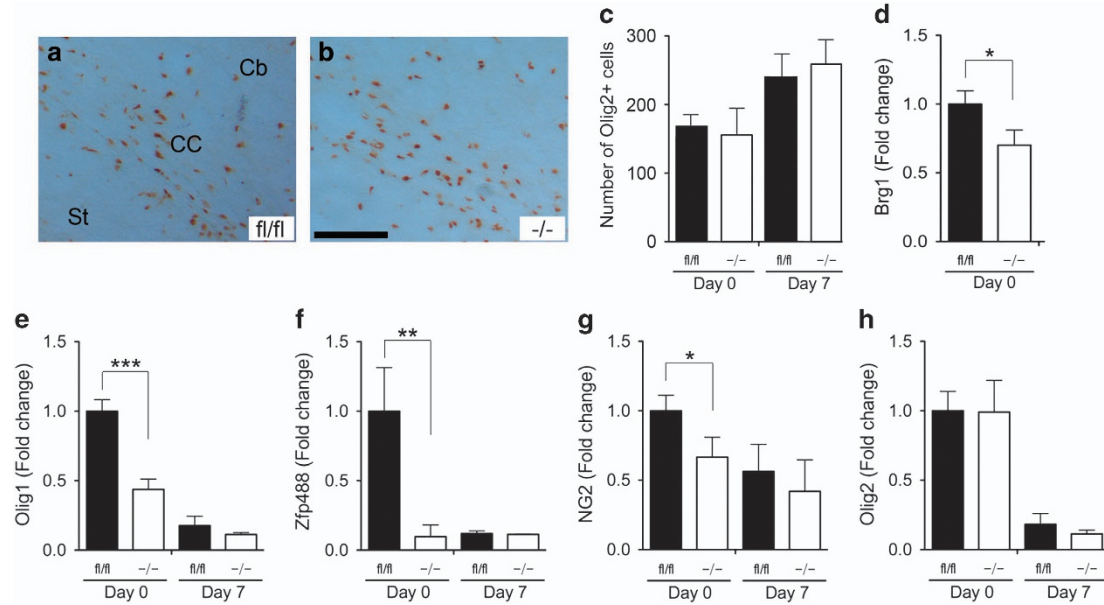 a
Cb
CC
St
fl/fl
b
−/−
c
Number of Olig2+ cells
300
200
100
0
fl/fl −/− fl/fl −/−
Day 0 Day 7
d
Brg1 (Fold change)
1.5
1.0
0.5
0.0
*
fl/fl −/−
Day 0
e
Olig1 (Fold change)
1.5
1.0
0.5
0.0
***
fl/fl −/− fl/fl −/−
Day 0 Day 7
f
Zfp488 (Fold change)
1.5
1.0
0.5
0.0
**
fl/fl −/− fl/fl −/−
Day 0 Day 7
g
NG2 (Fold change)
1.5
1.0
0.5
0.0
*
fl/fl −/− fl/fl −/−
Day 0 Day 7
h
Olig2 (Fold change)
1.5
1.0
0.5
0.0
fl/fl −/− fl/fl −/−
Day 0 Day 7